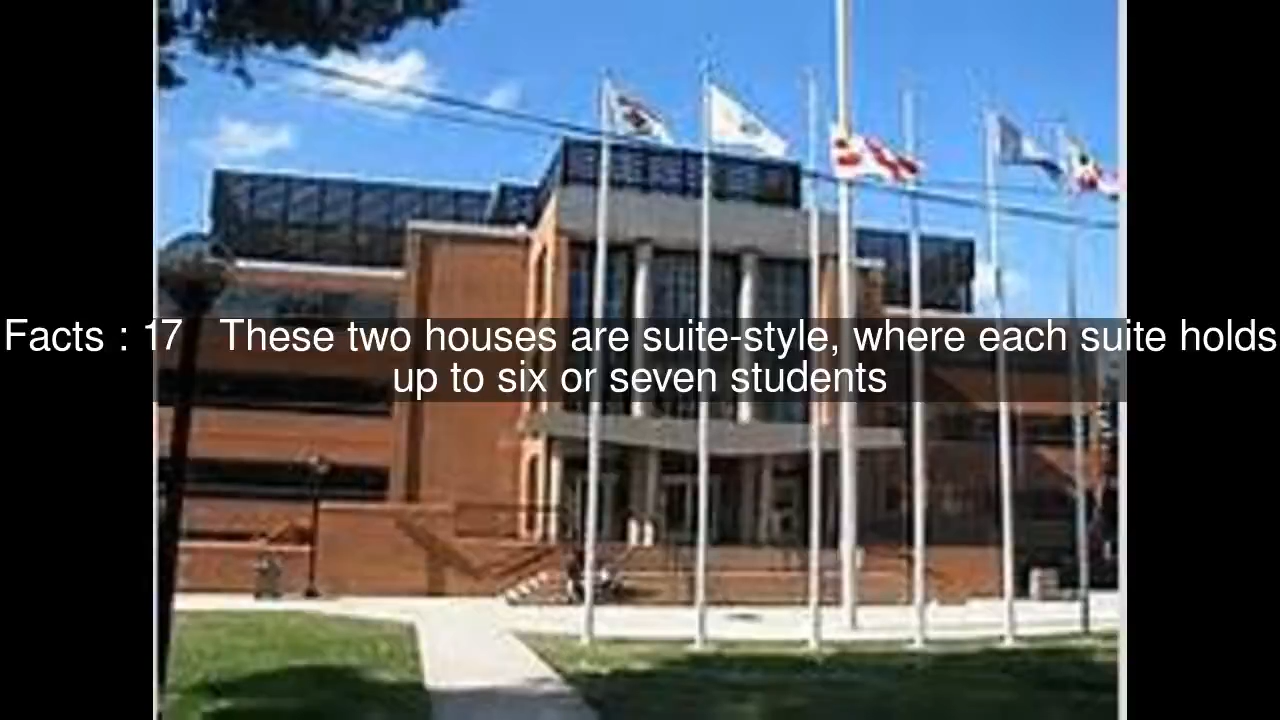 Facts : 17 These two houses are suite-style, where each suite holds
up to six or seven students